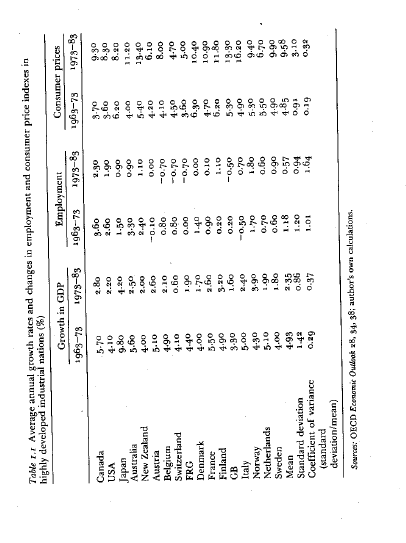 Table 1.1 Average annual growth rates and changes in employment and consumer price indexes in
highly developed industrial nations (%)
Growth in GDP Employment Consumer prices
1963–73 1973–83 1963–73 1973–83 1963–73 1973–83
Canada 5.70 2.80 3.60 2.30 3.70 9.30
USA 4.10 2.20 2.60 1.90 3.60 8.30
Japan 9.80 4.20 1.50 0.90 6.20 8.20
Australia 5.60 2.50 3.30 0.90 4.00 11.20
New Zealand 4.00 2.00 2.40 1.10 5.40 13.40
Austria 5.10 2.60 −0.10 0.00 4.20 6.10
Belgium 4.90 2.10 0.80 −0.70 4.10 8.00
Switzerland 4.10 0.60 0.80 −0.70 4.50 4.70
FRG 4.40 1.90 0.00 −0.70 3.60 5.00
Denmark 4.00 1.70 1.40 0.00 6.30 10.40
France 5.50 2.60 0.90 0.10 4.70 10.90
Finland 4.90 3.20 0.20 1.10 6.20 11.80
GB 3.30 1.60 0.20 −0.50 5.30 13.30
Italy 5.00 2.40 −0.50 0.70 4.90 16.20
Norway 4.30 3.90 1.70 1.80 5.30 9.40
Netherlands 5.10 1.90 0.70 0.60 5.50 6.70
Sweden 4.00 1.80 0.60 0.90 4.90 9.90
Mean 4.93 2.35 1.18 0.57 4.85 9.58
Standard deviation 1.42 0.86 1.20 0.94 0.91 3.10
Coefficient of variance 0.29 0.37 1.01 1.64 0.19 0.32
(standard
deviation/mean)
Sources: OECD Economic Outlook 28, 34, 38; author's own calculations.